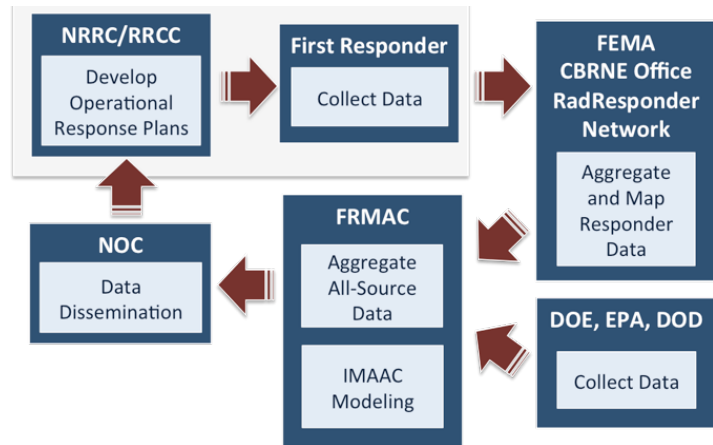 NRRC/RRCC
Develop
Operational
Response Plans
First Responder
Collect Data
FEMA
CBRNE Office
RadResponder
Network
Aggregate
and Map
Responder
Data
FRMAC
Aggregate
All-Source
Data
IMAAC
Modeling
NOC
Data
Dissemination
DOE, EPA, DOD
Collect Data